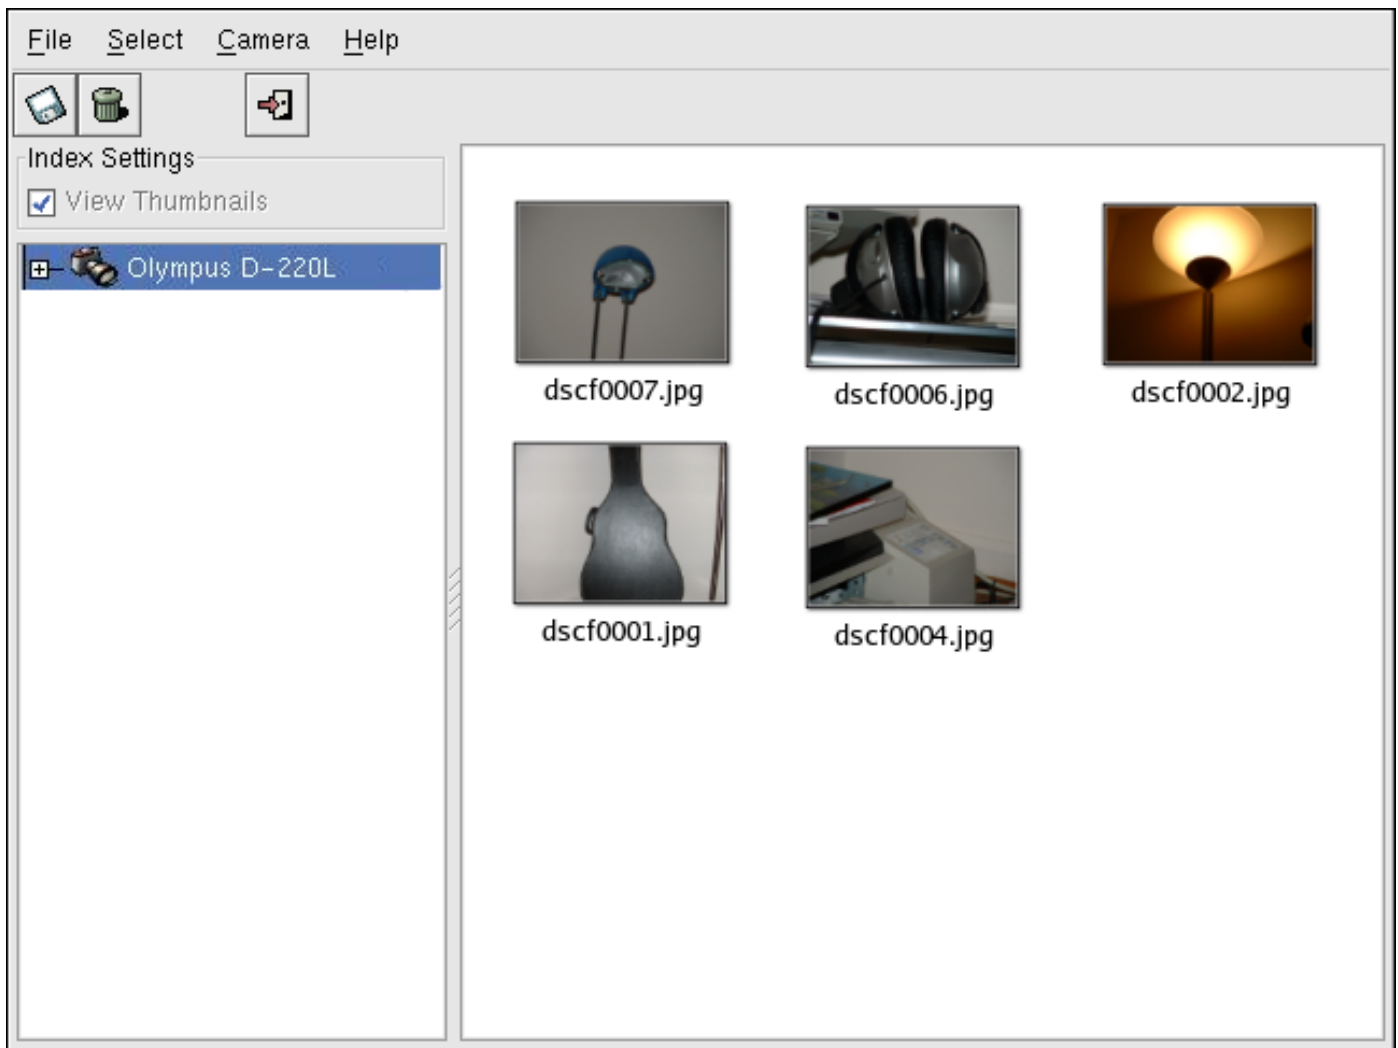 File Select Camera Help
Index Settings
View Thumbnails
Olympus D-220L
dscf0007.jpg dscf0006.jpg dscf0002.jpg
dscf0001.jpg dscf0004.jpg